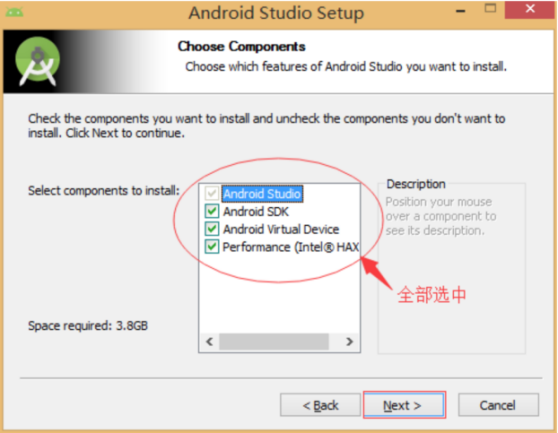 Android Studio Setup
Choose Components
Choose which features of Android Studio you want to install.
Check the components you want to install and uncheck the components you don't want to
install. Click Next to continue.
Select components to install:
Android Studio
Android SDK
Android Virtual Device
Performance (Intel® HAX
Description
Position your mouse
over a component to
see its description.
全部选中
Space required: 3.8GB
< Back
Next >
Cancel